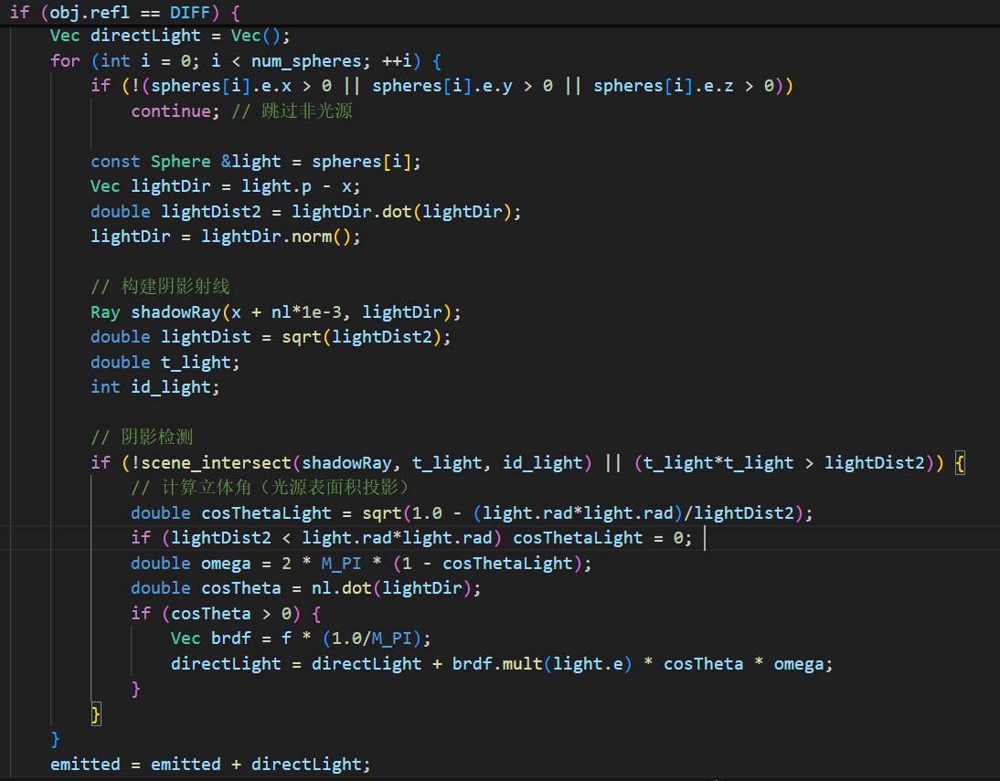 if (obj.refl == DIFF) {
    Vec directLight = Vec();
    for (int i = 0; i < num_spheres; ++i) {
        if (!(spheres[i].e.x > 0 || spheres[i].e.y > 0 || spheres[i].e.z > 0))
            continue; // 跳过非光源
        const Sphere &light = spheres[i];
        Vec lightDir = light.p - x;
        double lightDist2 = lightDir.dot(lightDir);
        lightDir = lightDir.norm();
        // 构建阴影射线
        Ray shadowRay(x + nl*1e-3, lightDir);
        double lightDist = sqrt(lightDist2);
        double t_light;
        int id_light;
        // 阴影检测
        if (!scene_intersect(shadowRay, t_light, id_light) || (t_light*t_light > lightDist2)) {
            // 计算立体角（光源表面积投影）
            double cosThetaLight = sqrt(1.0 - (light.rad*light.rad)/lightDist2);
            if (lightDist2 < light.rad*light.rad) cosThetaLight = 0;
            double omega = 2 * M_PI * (1 - cosThetaLight);
            double cosTheta = nl.dot(lightDir);
            if (cosTheta > 0) {
                Vec brdf = f * (1.0/M_PI);
                directLight = directLight + brdf.mult(light.e) * cosTheta * omega;
            }
        }
    }
    emitted = emitted + directLight;